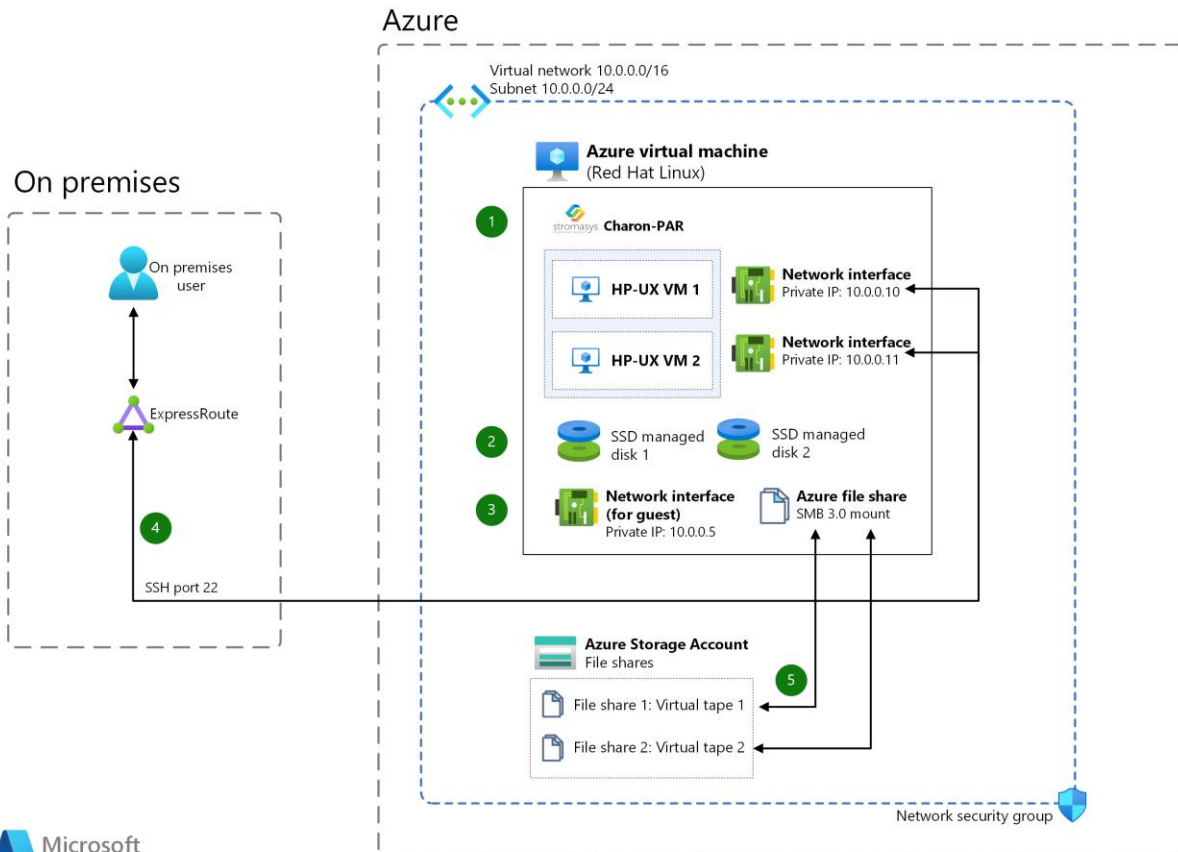 Azure
Virtual network 10.0.0.0/16
Subnet 10.0.0.0/24
Azure virtual machine
(Red Hat Linux)
On premises
1
stromasys
Charon-PAR
On premises
user
HP-UX VM 1
Network interface
Private IP: 10.0.0.10
HP-UX VM 2
Network interface
Private IP: 10.0.0.11
ExpressRoute
2
SSD managed
disk 1
SSD managed
disk 2
3
Network interface
(for guest)
Private IP: 10.0.0.5
Azure file share
SMB 3.0 mount
4
SSH port 22
Azure Storage Account
File shares
5
File share 1: Virtual tape 1
File share 2: Virtual tape 2
Network security group
Microsoft